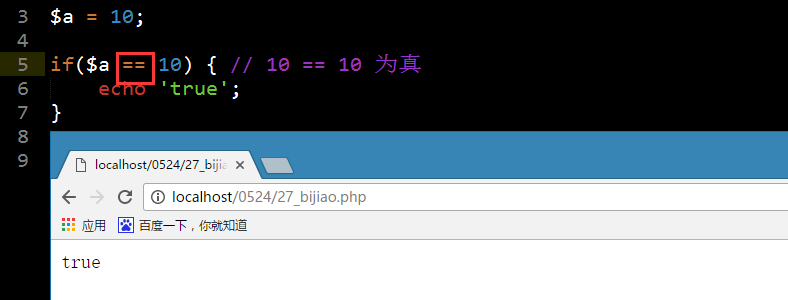 3 $a = 10;
4
5 if($a == 10) { // 10 == 10 为真
6     echo 'true';
7 }
8
9
localhost/0524/27_bijia
localhost/0524/27_bijiao.php
应用 百度一下，你就知道
true